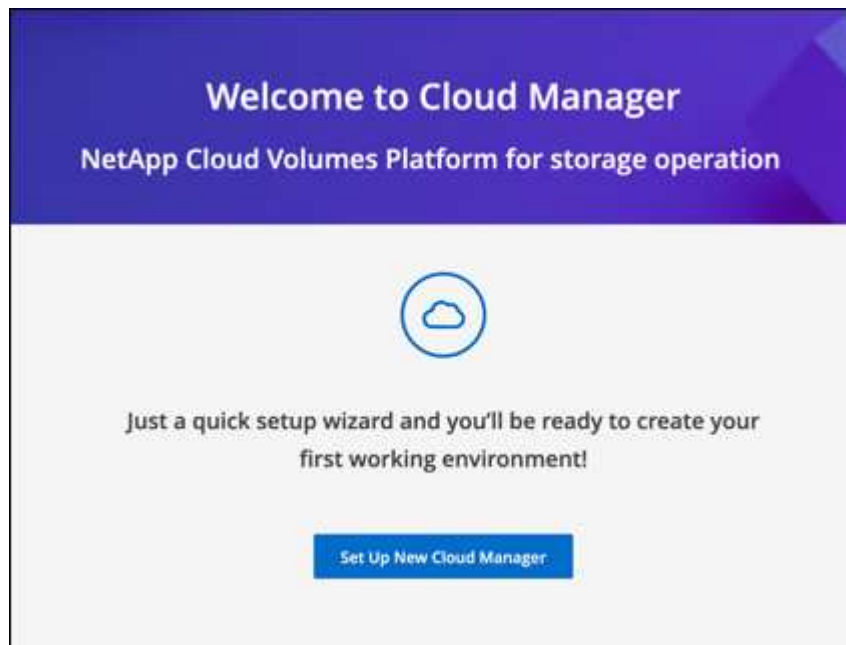 Welcome to Cloud Manager
NetApp Cloud Volumes Platform for storage operation
Just a quick setup wizard and you'll be ready to create your
first working environment!
Set Up New Cloud Manager